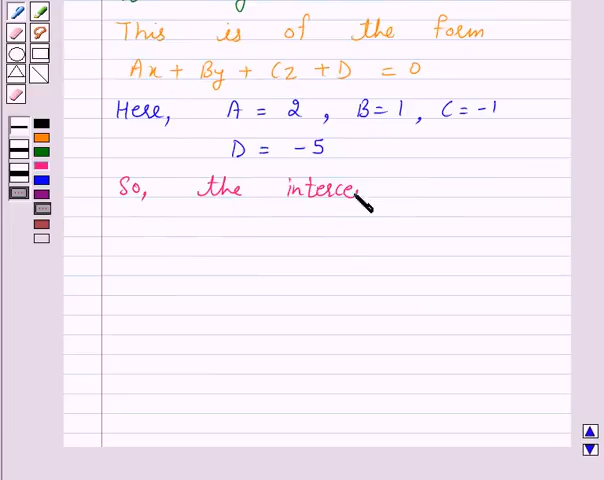 This is of the form
Ax + By + Cz + D = 0
Here, A = 2 , B = 1 , C = -1
D = -5
So, the interce